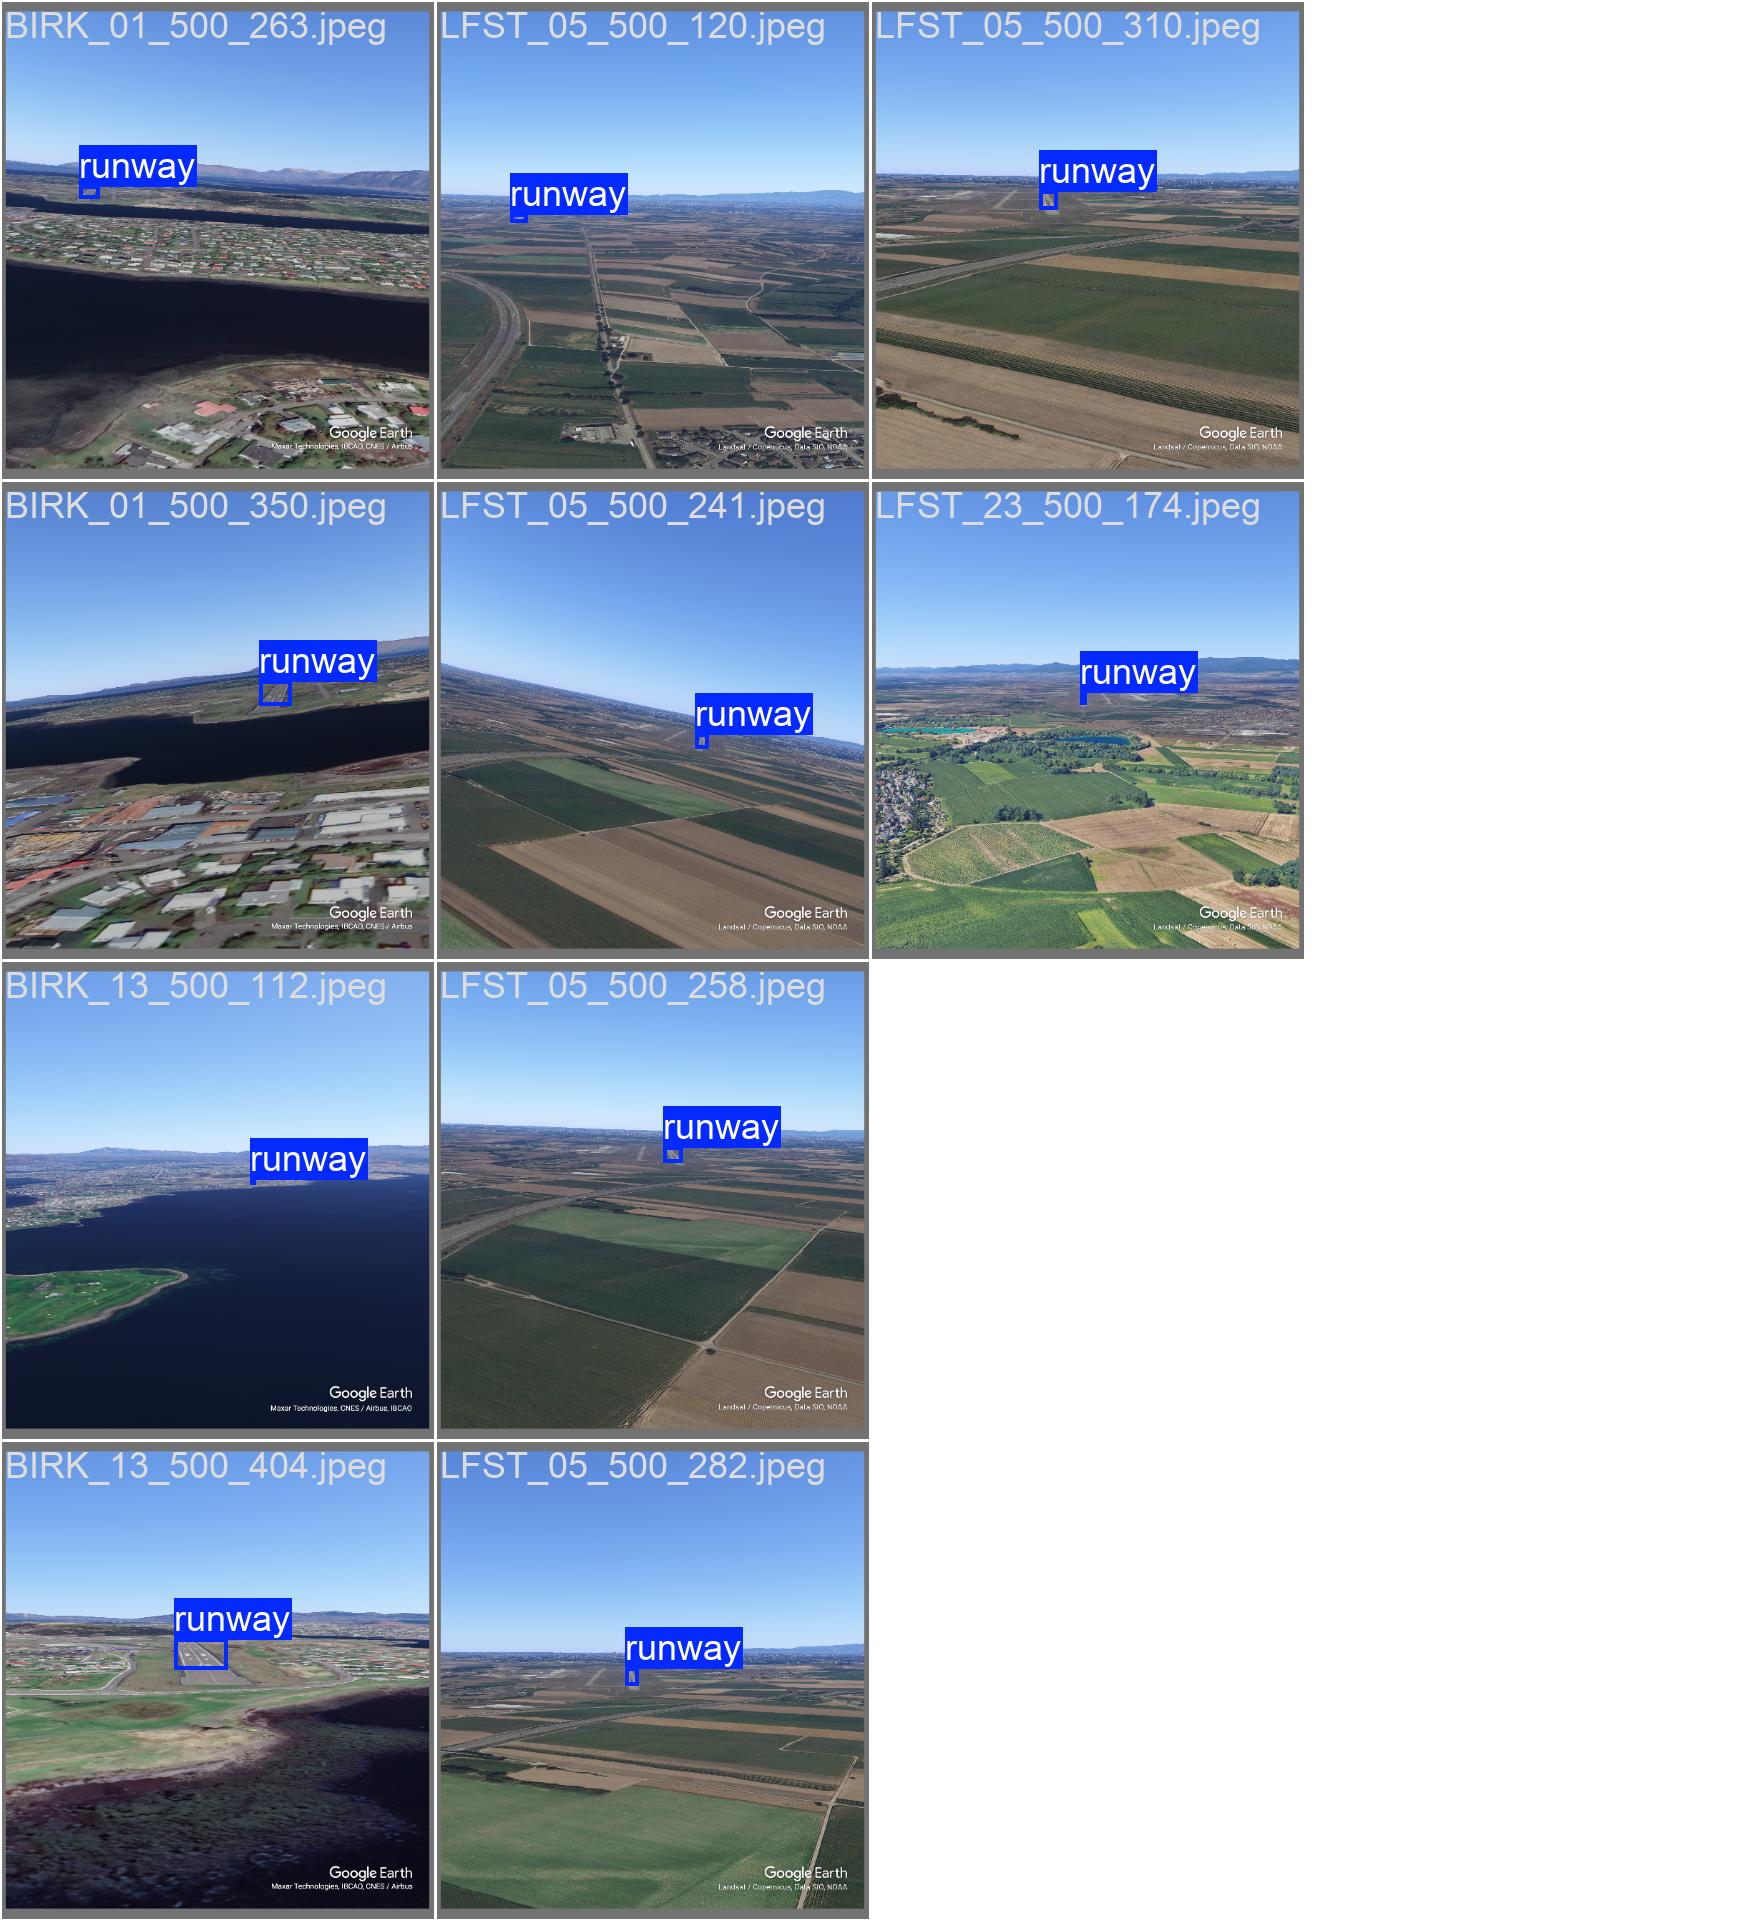 BIRK_01_500_263.jpeg
runway
Google Earth
Maxar Technologies, IBCAO, CNES / Airbus
LFST_05_500_120.jpeg
runway
Google Earth
Landsat / Copernicus, Data SIO, NOAA
LFST_05_500_310.jpeg
runway
Google Earth
Landsat / Copernicus, Data SIO, NOAA
BIRK_01_500_350.jpeg
runway
Google Earth
Maxar Technologies, IBCAO, CNES / Airbus
LFST_05_500_241.jpeg
runway
Google Earth
Landsat / Copernicus, Data SIO, NOAA
LFST_23_500_174.jpeg
runway
Google Earth
Landsat / Copernicus, Data SIO, NOAA
BIRK_13_500_112.jpeg
runway
Google Earth
Maxar Technologies, CNES / Airbus, IBCAO
LFST_05_500_258.jpeg
runway
Google Earth
Landsat / Copernicus, Data SIO, NOAA
BIRK_13_500_404.jpeg
runway
Google Earth
Maxar Technologies, IBCAO, CNES / Airbus
LFST_05_500_282.jpeg
runway
Google Earth
Landsat / Copernicus, Data SIO, NOAA